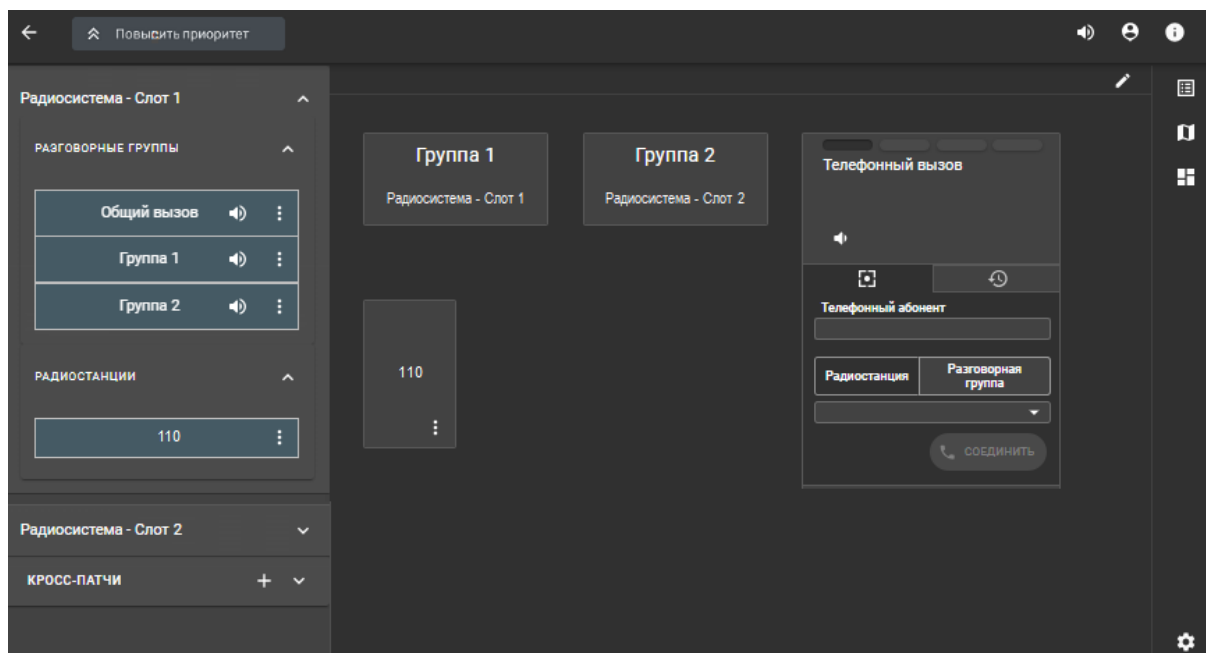 Повысить приоритет
Радиосистема - Слот 1
РАЗГОВОРНЫЕ ГРУППЫ
Общий вызов
Группа 1
Группа 2
РАДИОСТАНЦИИ
110
Радиосистема - Слот 2
КРОСС-ПАТЧИ
Группа 1
Радиосистема - Слот 1
Группа 2
Радиосистема - Слот 2
110
Телефонный вызов
Телефонный абонент
Радиостанция
Разговорная
группа
СОЕДИНИТЬ